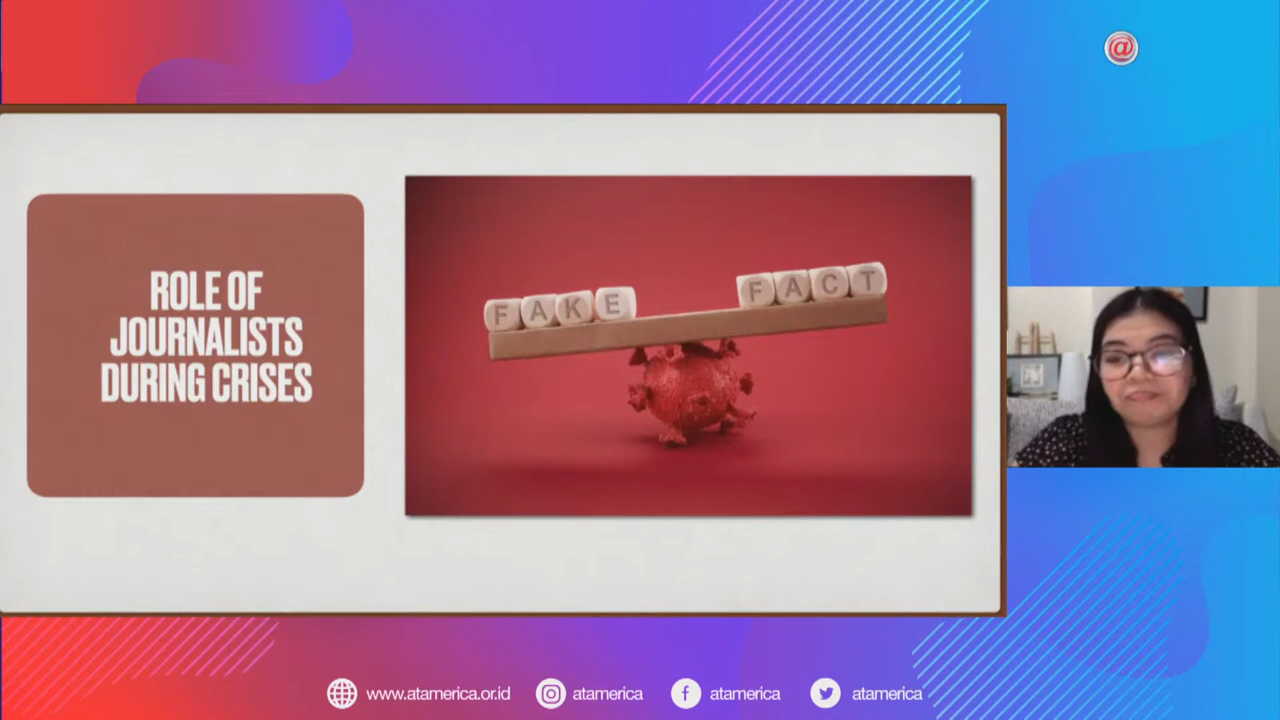 @
ROLE OF
JOURNALISTS
DURING CRISES
FAKE
FACT
www.atamerica.or.id
atamerica
atamerica
atamerica